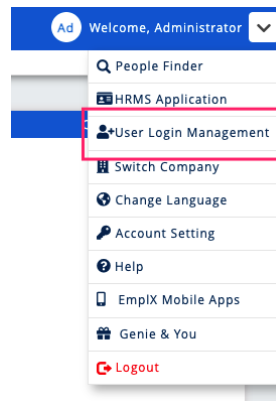 Ad Welcome, Administrator
People Finder
HRMS Application
User Login Management
Switch Company
Change Language
Account Setting
Help
EmplX Mobile Apps
Genie & You
Logout